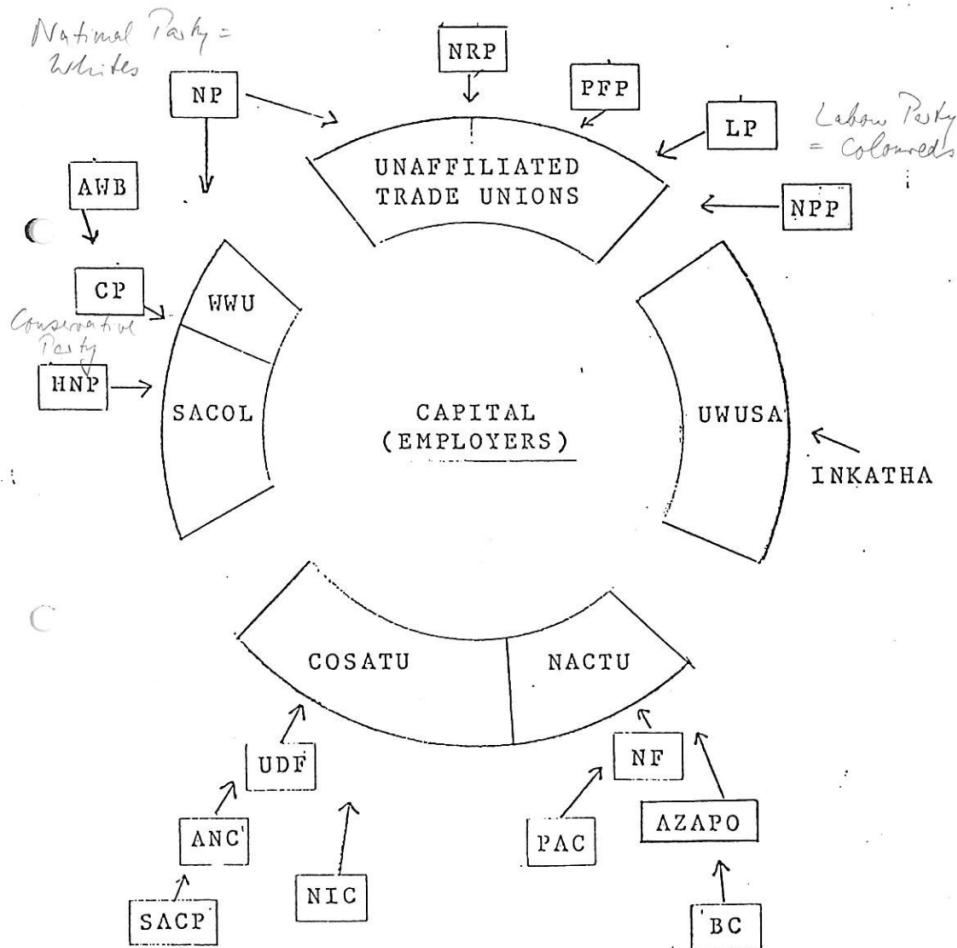 National Party =
Whites
NP
NRP
PFP
LP
Labour Party
= Coloureds
UNAFFILIATED
TRADE UNIONS
AWB
NPP
CP
WWU
Conservative
Party
HNP
SACOL
CAPITAL
(EMPLOYERS)
UWUSA
INKATHA
COSATU
NACTU
UDF
NF
ANC
PAC
AZAPO
NIC
SACP
BC